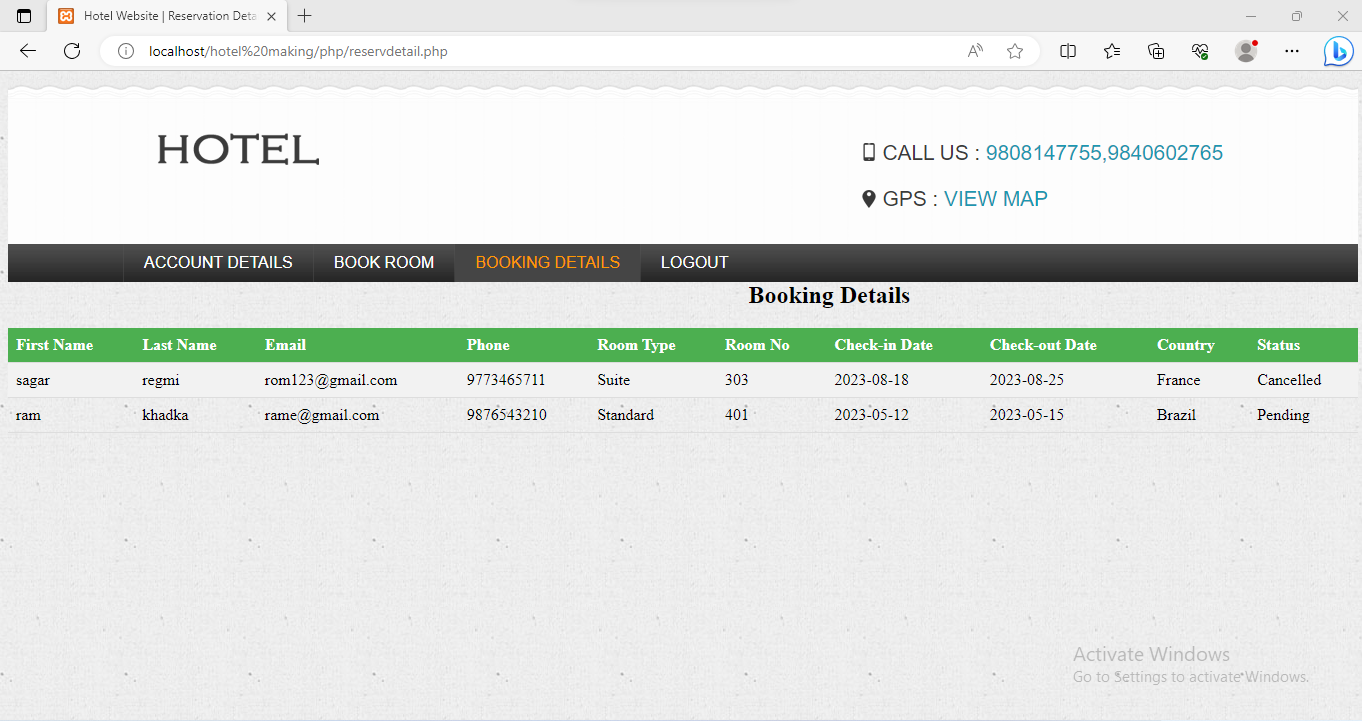 Hotel Website | Reservation Deta
localhost/hotel%20making/php/reservdetail.php
HOTEL
CALL US : 9808147755,9840602765
GPS : VIEW MAP
ACCOUNT DETAILS BOOK ROOM BOOKING DETAILS LOGOUT
Booking Details
First Name Last Name Email Phone Room Type Room No Check-in Date Check-out Date Country Status
sagar regmi rom123@gmail.com 9773465711 Suite 303 2023-08-18 2023-08-25 France Cancelled
ram khadka rame@gmail.com 9876543210 Standard 401 2023-05-12 2023-05-15 Brazil Pending
Activate Windows
Go to Settings to activate Windows.